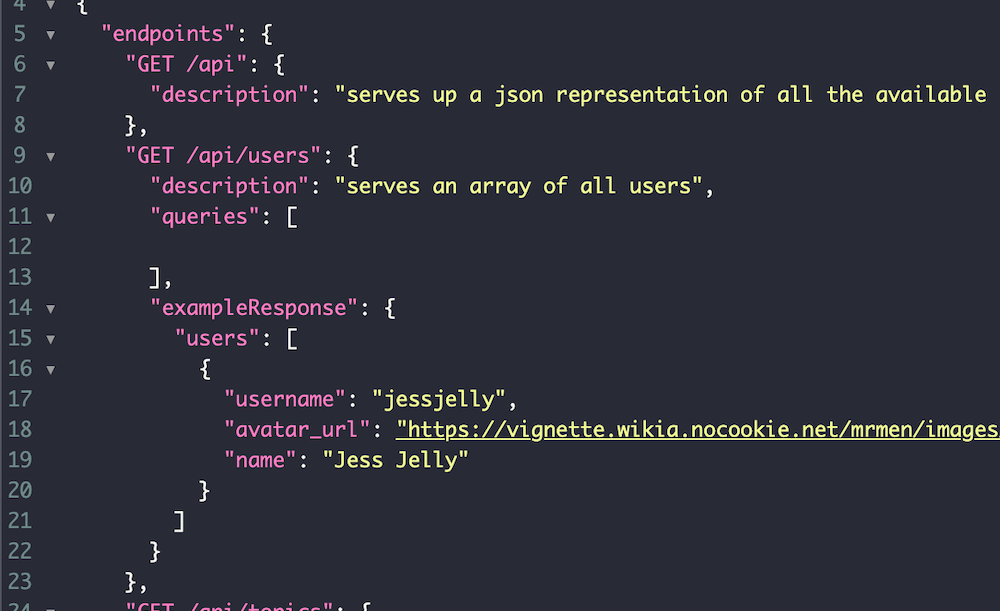 4 ▼ {
5 ▼ "endpoints": {
6 ▼ "GET /api": {
7 "description": "serves up a json representation of all the available
8 },
9 ▼ "GET /api/users": {
10 "description": "serves an array of all users",
11 ▼ "queries": [
12
13 ],
14 ▼ "exampleResponse": {
15 ▼ "users": [
16 ▼ {
17 "username": "jessjelly",
18 "avatar_url": "https://vignette.wikia.nocookie.net/mrmen/images
19 "name": "Jess Jelly"
20 }
21 ]
22 }
23 },
24 ▼ "GET /api/topics": {